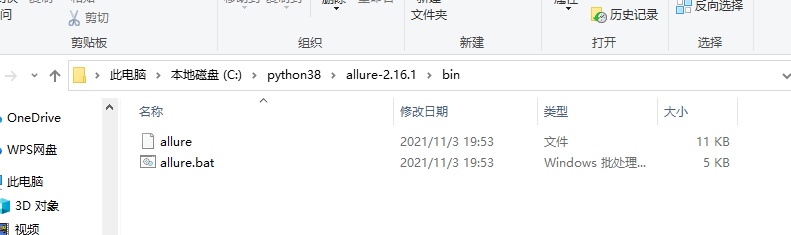 剪切
文件夹
历史记录
反向选择
剪贴板 组织 新建 打开 选择
此电脑 > 本地磁盘 (C:) > python38 > allure-2.16.1 > bin
名称 修改日期 类型 大小
OneDrive
allure 2021/11/3 19:53 文件 11 KB
WPS网盘
allure.bat 2021/11/3 19:53 Windows 批处理... 5 KB
此电脑
3D 对象
视频